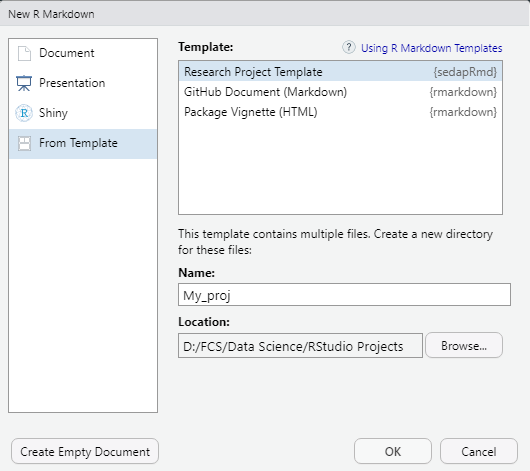 New R Markdown
Document
Presentation
Shiny
From Template
Template:
? Using R Markdown Templates
Research Project Template {sedapRmd}
GitHub Document (Markdown) {rmarkdown}
Package Vignette (HTML) {rmarkdown}
This template contains multiple files. Create a new directory
for these files:
Name:
My_proj
Location:
D:/FCS/Data Science/RStudio Projects
Browse...
Create Empty Document
OK
Cancel